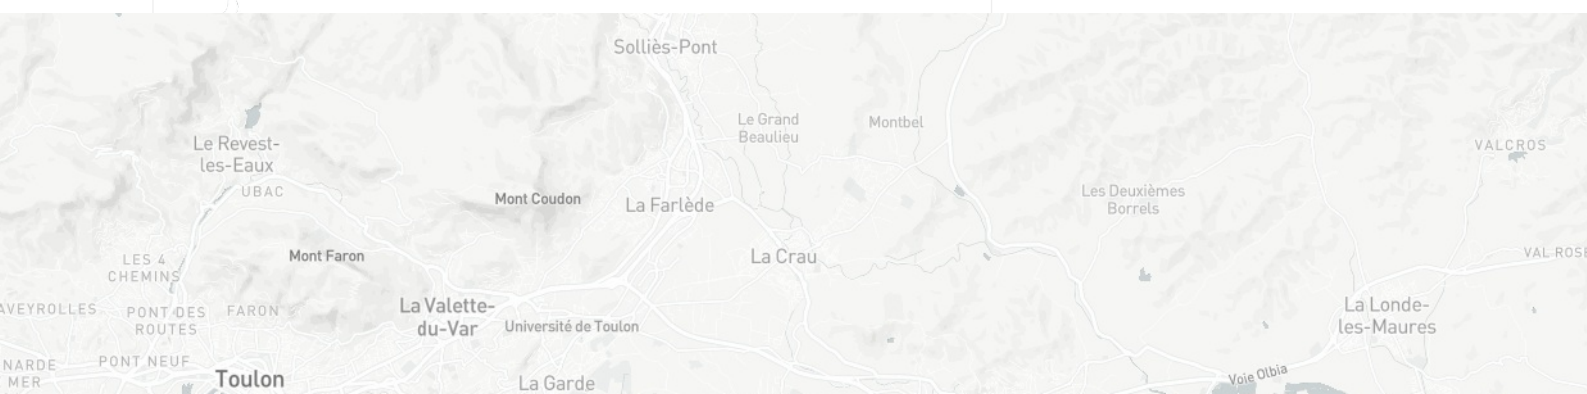 Solliès-Pont
Le Grand
Beaulieu
Montbel
Le Revest-
les-Eaux
VALCROS
UBAC
Mont Coudon
La Farlède
Les Deuxièmes
Borrels
Mont Faron
La Crau
LES 4
CHEMINS
VAL ROSE
AVEYROLLES
PONT DES
ROUTES
FARON
La Valette-
du-Var
Université de Toulon
La Londe-
les-Maures
NARDE
MER
PONT NEUF
Toulon
La Garde
Voie Olbia